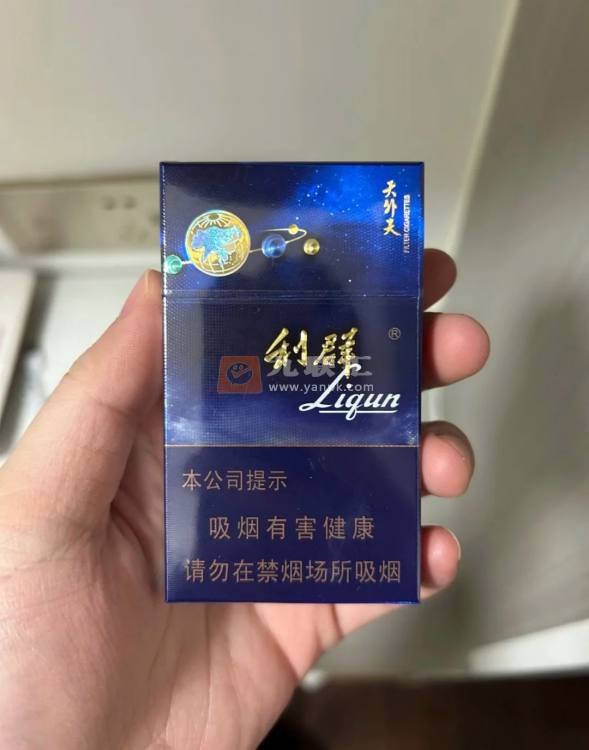 天外天
FILTER CIGARETTES
利群
®
Liqun
www.yanyk.com
本公司提示
吸烟有害健康
请勿在禁烟场所吸烟